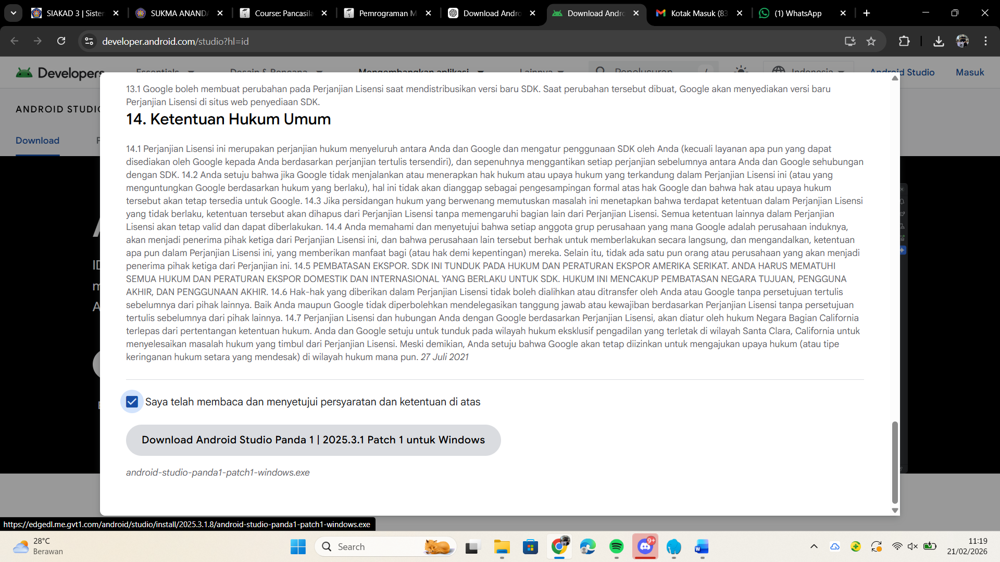 SIAKAD 3 | Sister
SUKMA ANANDA
Course: Pancasila
Pemrograman M
Download Andro
Download Andro
Kotak Masuk (83
(1) WhatsApp
developer.android.com/studio?hl=id
Developers
Essentials
Desain & Rencana
Mengembangkan aplikasi
Lainnya
Penelusuran
/
Indonesia
Android Studio
Masuk
ANDROID STUDIO
Download
13.1 Google boleh membuat perubahan pada Perjanjian Lisensi saat mendistribusikan versi baru SDK. Saat perubahan tersebut dibuat, Google akan menyediakan versi baru
Perjanjian Lisensi di situs web penyediaan SDK.
14. Ketentuan Hukum Umum
14.1 Perjanjian Lisensi ini merupakan perjanjian hukum menyeluruh antara Anda dan Google dan mengatur penggunaan SDK oleh Anda (kecuali layanan apa pun yang dapat
disediakan oleh Google kepada Anda berdasarkan perjanjian tertulis tersendiri), dan sepenuhnya menggantikan setiap perjanjian sebelumnya antara Anda dan Google sehubungan
dengan SDK. 14.2 Anda setuju bahwa jika Google tidak menjalankan atau menerapkan hak hukum atau upaya hukum yang terkandung dalam Perjanjian Lisensi ini (atau yang
menguntungkan Google berdasarkan hukum yang berlaku), hal ini tidak akan dianggap sebagai pengesampingan formal atas hak Google dan bahwa hak atau upaya hukum
tersebut akan tetap tersedia untuk Google. 14.3 Jika persidangan hukum yang berwenang memutuskan masalah ini menetapkan bahwa terdapat ketentuan dalam Perjanjian Lisensi
yang tidak berlaku, ketentuan tersebut akan dihapus dari Perjanjian Lisensi tanpa memengaruhi bagian lain dari Perjanjian Lisensi. Semua ketentuan lainnya dalam Perjanjian
Lisensi akan tetap valid dan dapat diberlakukan. 14.4 Anda memahami dan menyetujui bahwa setiap anggota grup perusahaan yang mana Google adalah perusahaan induknya,
akan menjadi penerima pihak ketiga dari Perjanjian Lisensi ini, dan bahwa perusahaan lain tersebut berhak untuk memberlakukan secara langsung, dan mengandalkan, ketentuan
apa pun dalam Perjanjian Lisensi ini, yang memberikan manfaat bagi (atau hak demi kepentingan) mereka. Selain itu, tidak ada satu pun orang atau perusahaan yang akan menjadi
penerima pihak ketiga dari Perjanjian ini. 14.5 PEMBATASAN EKSPOR. SDK INI TUNDUK PADA HUKUM DAN PERATURAN EKSPOR AMERIKA SERIKAT. ANDA HARUS MEMATUHI
SEMUA HUKUM DAN PERATURAN EKSPOR DOMESTIK DAN INTERNASIONAL YANG BERLAKU UNTUK SDK. HUKUM INI MENCAKUP PEMBATASAN NEGARA TUJUAN, PENGGUNA
AKHIR, DAN PENGGUNAAN AKHIR. 14.6 Hak-hak yang diberikan dalam Perjanjian Lisensi tidak boleh dialihkan atau ditransfer oleh Anda atau Google tanpa persetujuan tertulis
sebelumnya dari pihak lainnya. Baik Anda maupun Google tidak diperbolehkan mendelegasikan tanggung jawab atau kewajiban berdasarkan Perjanjian Lisensi tanpa persetujuan
tertulis sebelumnya dari pihak lainnya. 14.7 Perjanjian Lisensi dan hubungan Anda dengan Google berdasarkan Perjanjian Lisensi, akan diatur oleh hukum Negara Bagian California
terlepas dari pertentangan ketentuan hukum. Anda dan Google setuju untuk tunduk pada wilayah hukum eksklusif pengadilan yang terletak di wilayah Santa Clara, California untuk
menyelesaikan masalah hukum yang timbul dari Perjanjian Lisensi. Meski demikian, Anda setuju bahwa Google akan tetap diizinkan untuk mengajukan upaya hukum (atau tipe
keringanan hukum setara yang mendesak) di wilayah hukum mana pun. 27 Juli 2021
Saya telah membaca dan menyetujui persyaratan dan ketentuan di atas
Download Android Studio Panda 1 | 2025.3.1 Patch 1 untuk Windows
android-studio-panda1-patch1-windows.exe
https://edgedl.me.gvt1.com/android/studio/install/2025.3.1.8/android-studio-panda1-patch1-windows.exe
28°C
Berawan
Search
9+
11:19
21/02/2026